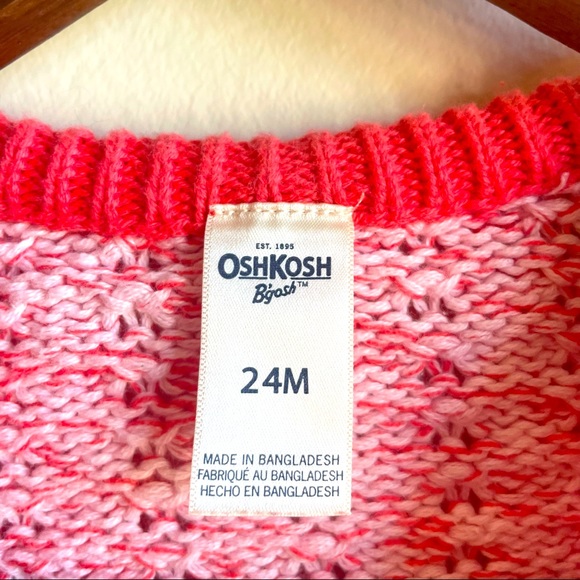 EST. 1895
OSHKOSH
B'gosh™
24M
MADE IN BANGLADESH
FABRIQUÉ AU BANGLADESH
HECHO EN BANGLADESH